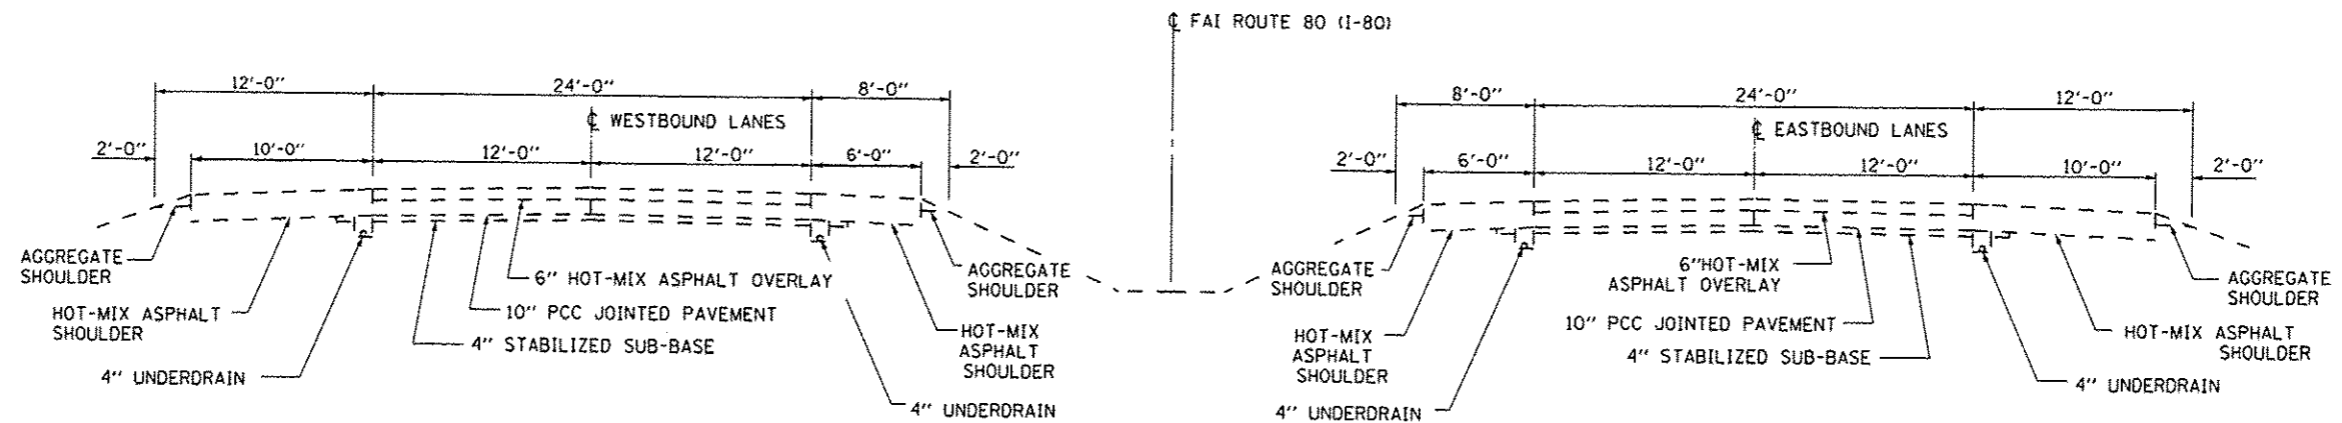 ℄ FAI ROUTE 80 (I-80)
12'-0" 24'-0" 8'-0"
℄ WESTBOUND LANES
2'-0" 10'-0" 12'-0" 12'-0" 6'-0" 2'-0"
AGGREGATE
SHOULDER
HOT-MIX ASPHALT
SHOULDER
4" UNDERDRAIN
6" HOT-MIX ASPHALT OVERLAY
10" PCC JOINTED PAVEMENT
4" STABILIZED SUB-BASE
AGGREGATE
SHOULDER
HOT-MIX
ASPHALT
SHOULDER
4" UNDERDRAIN
8'-0" 24'-0" 12'-0"
℄ EASTBOUND LANES
2'-0" 6'-0" 12'-0" 12'-0" 10'-0" 2'-0"
AGGREGATE
SHOULDER
HOT-MIX
ASPHALT
SHOULDER
4" UNDERDRAIN
6"HOT-MIX
ASPHALT OVERLAY
10" PCC JOINTED PAVEMENT
4" STABILIZED SUB-BASE
AGGREGATE
SHOULDER
HOT-MIX ASPHALT
SHOULDER
4" UNDERDRAIN